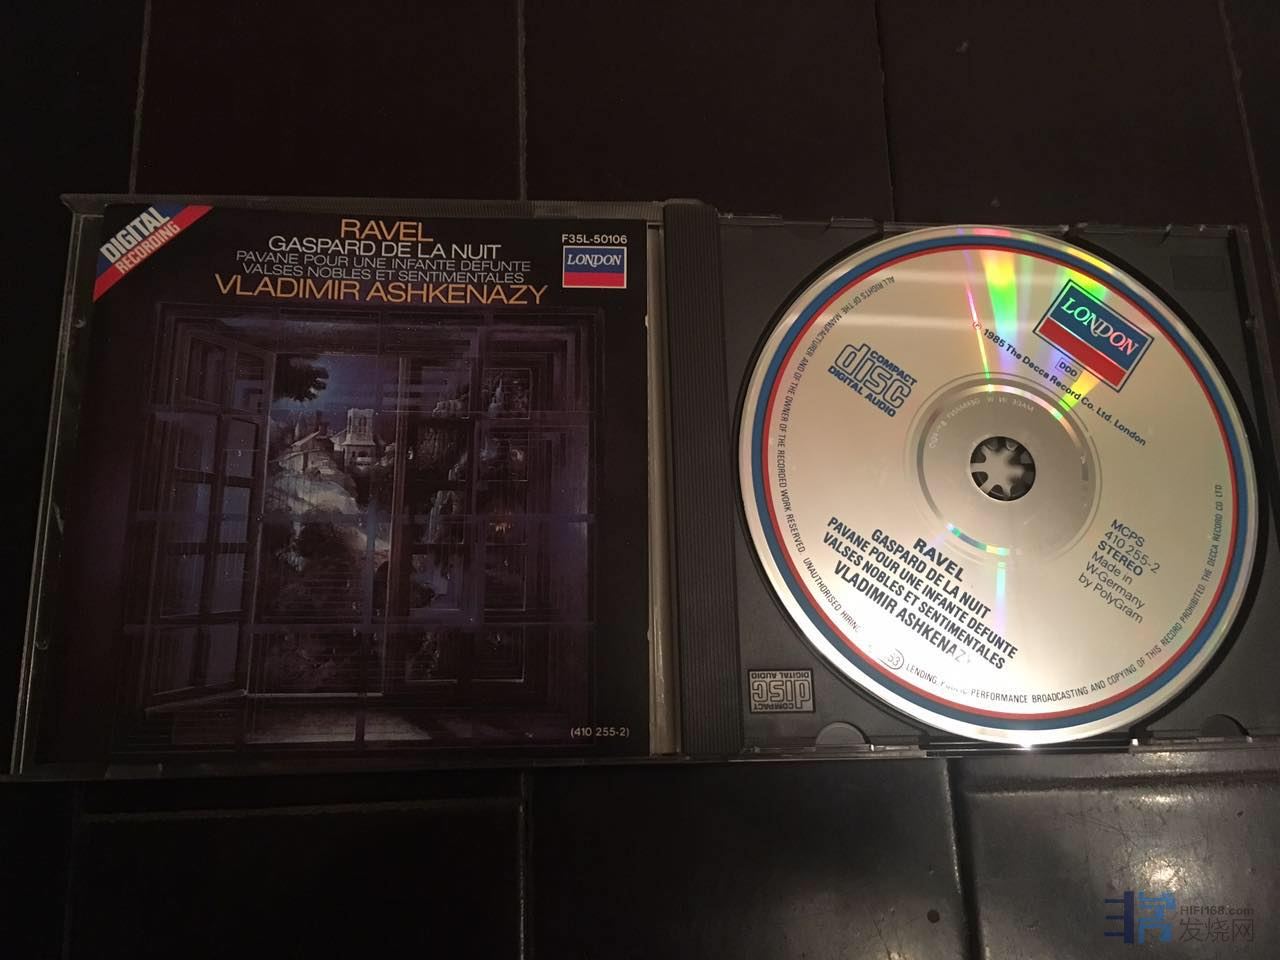 DIGITAL
RECORDING
RAVEL
GASPARD DE LA NUIT
PAVANE POUR UNE INFANTE DÉFUNTE
VALSES NOBLES ET SENTIMENTALES
VLADIMIR ASHKENAZY
F35L-50106
LONDON
(410 255-2)
LONDON
DDD
℗ 1985 The Decca Record Co. Ltd. London
COMPACT
disc
DIGITAL AUDIO
MCPS
410 255-2
STEREO
Made in
W.Germany
by PolyGram
RAVEL
GASPARD DE LA NUIT
PAVANE POUR UNE INFANTE DEFUNTE
VALSES NOBLES ET SENTIMENTALES
VLADIMIR ASHKENAZY
ALL RIGHTS OF THE MANUFACTURER AND OF THE OWNER OF THE RECORDED WORK RESERVED. UNAUTHORISED HIRING LENDING PUBLIC PERFORMANCE BROADCASTING AND COPYING OF THIS RECORD PROHIBITED. THE DECCA RECORD CO LTD
COMPACT
disc
DIGITAL AUDIO
非常
HIFI168.com
发烧网